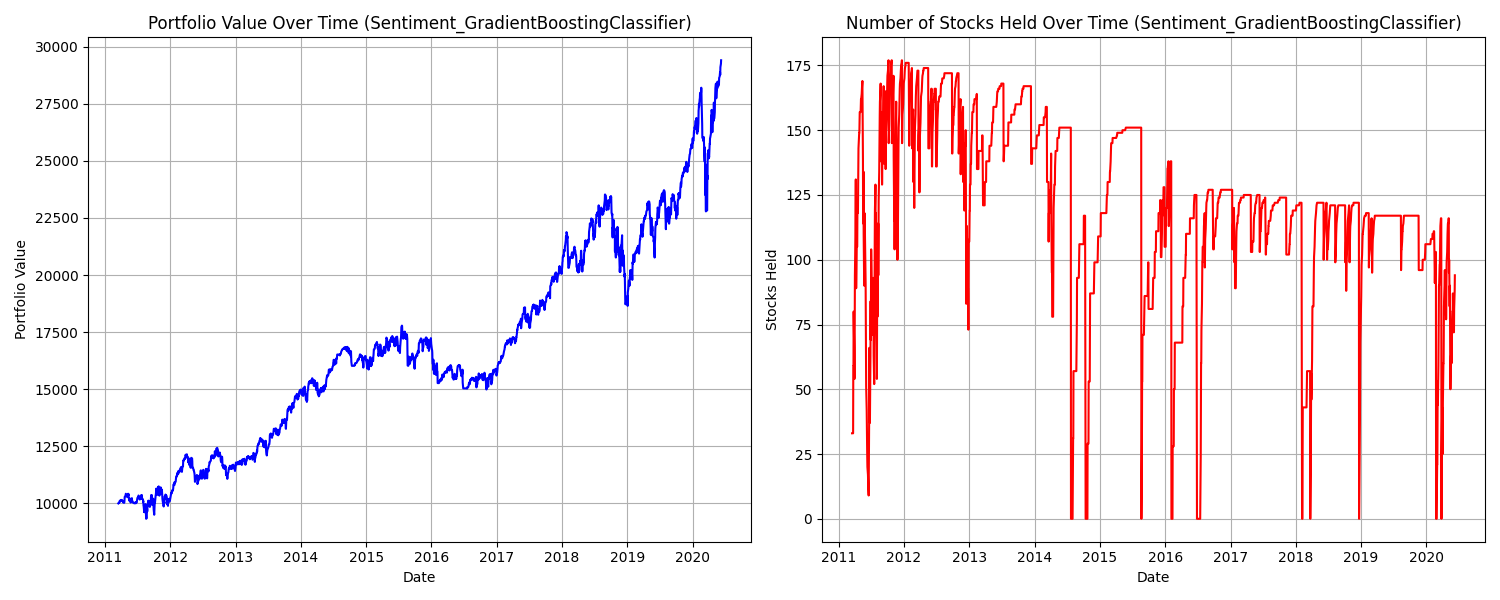 Portfolio Value Over Time (Sentiment_GradientBoostingClassifier)
Portfolio Value
30000
27500
25000
22500
20000
17500
15000
12500
10000
2011 2012 2013 2014 2015 2016 2017 2018 2019 2020
Date
Number of Stocks Held Over Time (Sentiment_GradientBoostingClassifier)
Stocks Held
175
150
125
100
75
50
25
0
2011 2012 2013 2014 2015 2016 2017 2018 2019 2020
Date